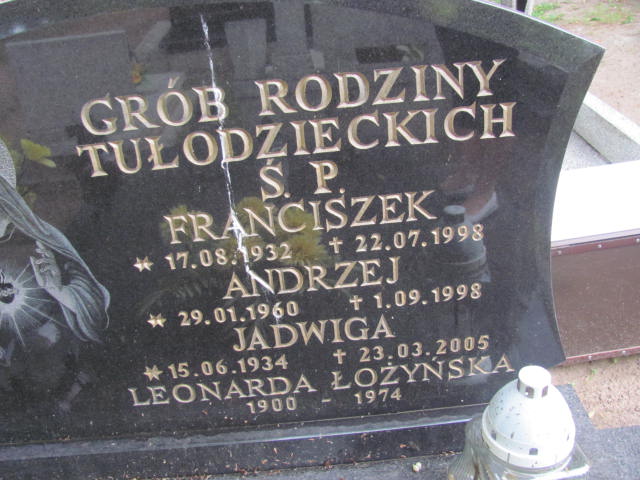 GRÓB RODZINY
TUŁODZIECKICH
Ś. P.
FRANCISZEK
* 17.08.1932 † 22.07.1998
ANDRZEJ
* 29.01.1960 † 1.09.1998
JADWIGA
* 15.06.1934 † 23.03.2005
LEONARDA ŁOŻYŃSKA
1900 - 1974